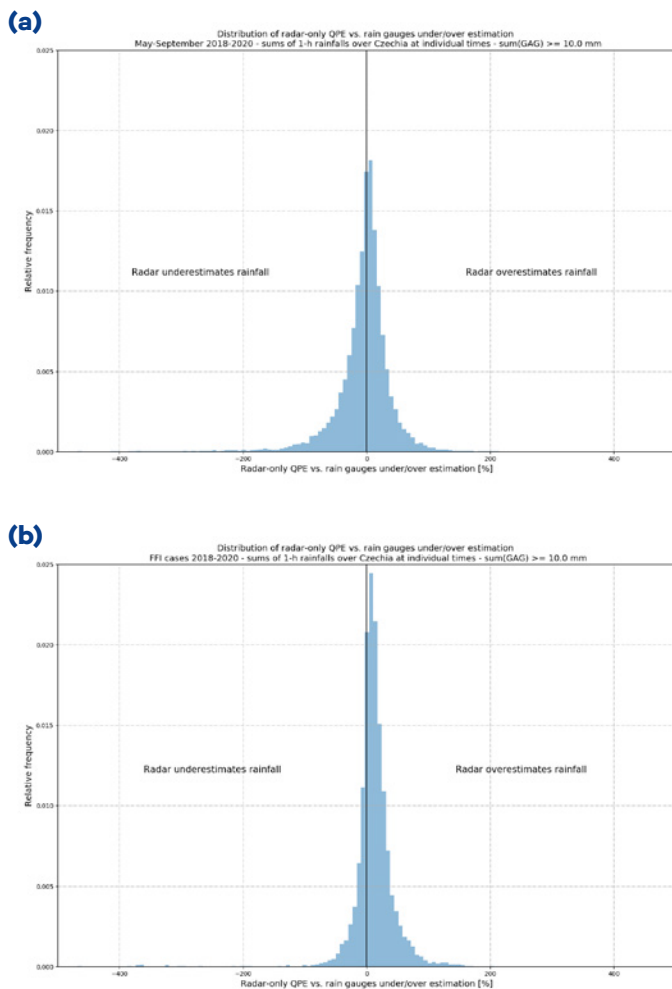 (a)
Distribution of radar-only QPE vs. rain gauges under/over estimation
May-September 2018-2020 - sums of 1-h rainfalls over Czechia at individual times - sum(GAG) >= 10.0 mm
0.025
0.020
0.015
Relative frequency
Radar underestimates rainfall
Radar overestimates rainfall
0.010
0.005
0.000
-400
-200
0
200
400
Radar-only QPE vs. rain gauges under/over estimation [%]
(b)
Distribution of radar-only QPE vs. rain gauges under/over estimation
FFI cases 2018-2020 - sums of 1-h rainfalls over Czechia at individual times - sum(GAG) >= 10.0 mm
0.025
0.020
0.015
Relative frequency
Radar underestimates rainfall
Radar overestimates rainfall
0.010
0.005
0.000
-400
-200
0
200
400
Radar-only QPE vs. rain gauges under/over estimation [%]